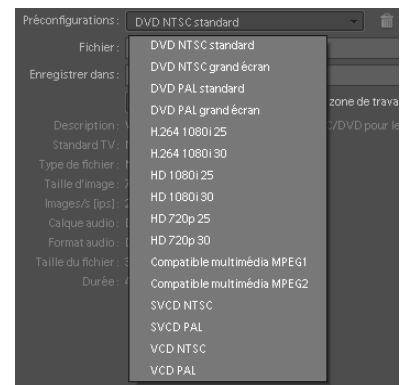 Préconfigurations : DVD NTSC standard
Fichier :
DVD NTSC standard
DVD NTSC grand écran
Enregistrer dans :
DVD PAL standard
DVD PAL grand écran
zone de trava
Description :
H.264 1080i 25
C/DVD pour le
Standard TV :
H.264 1080i 30
Type de fichier :
HD 1080i 25
Taille d'image :
HD 1080i 30
Images/s [ips] :
HD 720p 25
Calque audio :
HD 720p 30
Format audio :
Compatible multimédia MPEG1
Taille du fichier :
Compatible multimédia MPEG2
Durée :
SVCD NTSC
SVCD PAL
VCD NTSC
VCD PAL